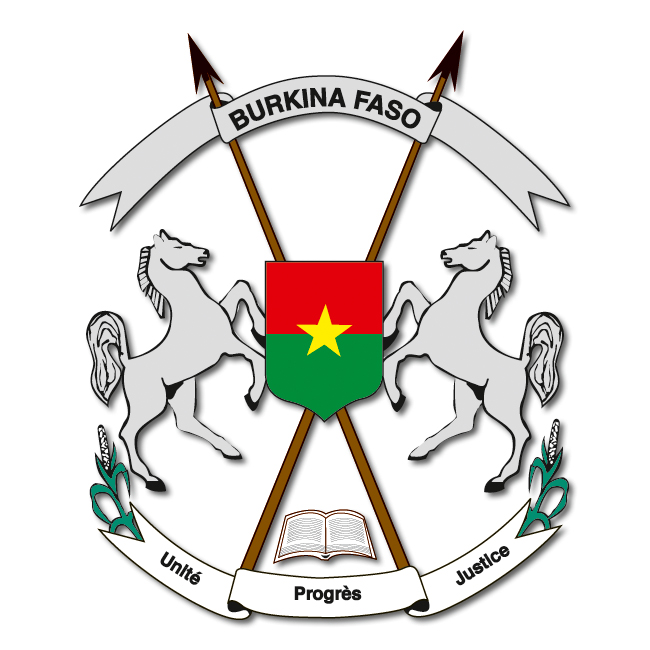 BURKINA FASO
Unité
Progrès
Justice